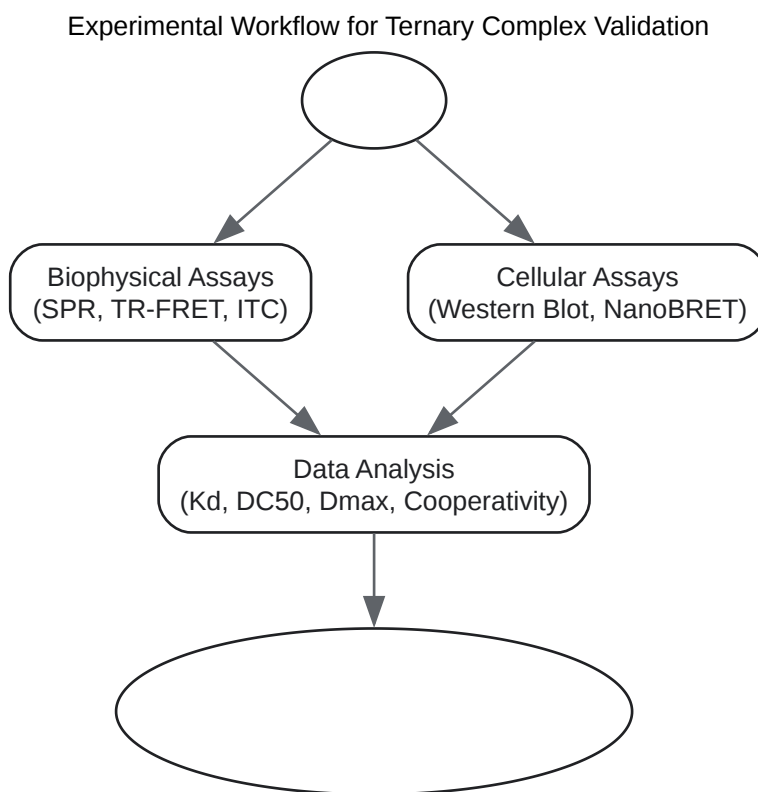 Experimental Workflow for Ternary Complex Validation
Biophysical Assays
(SPR, TR-FRET, ITC)
Cellular Assays
(Western Blot, NanoBRET)
Data Analysis
(Kd, DC50, Dmax, Cooperativity)